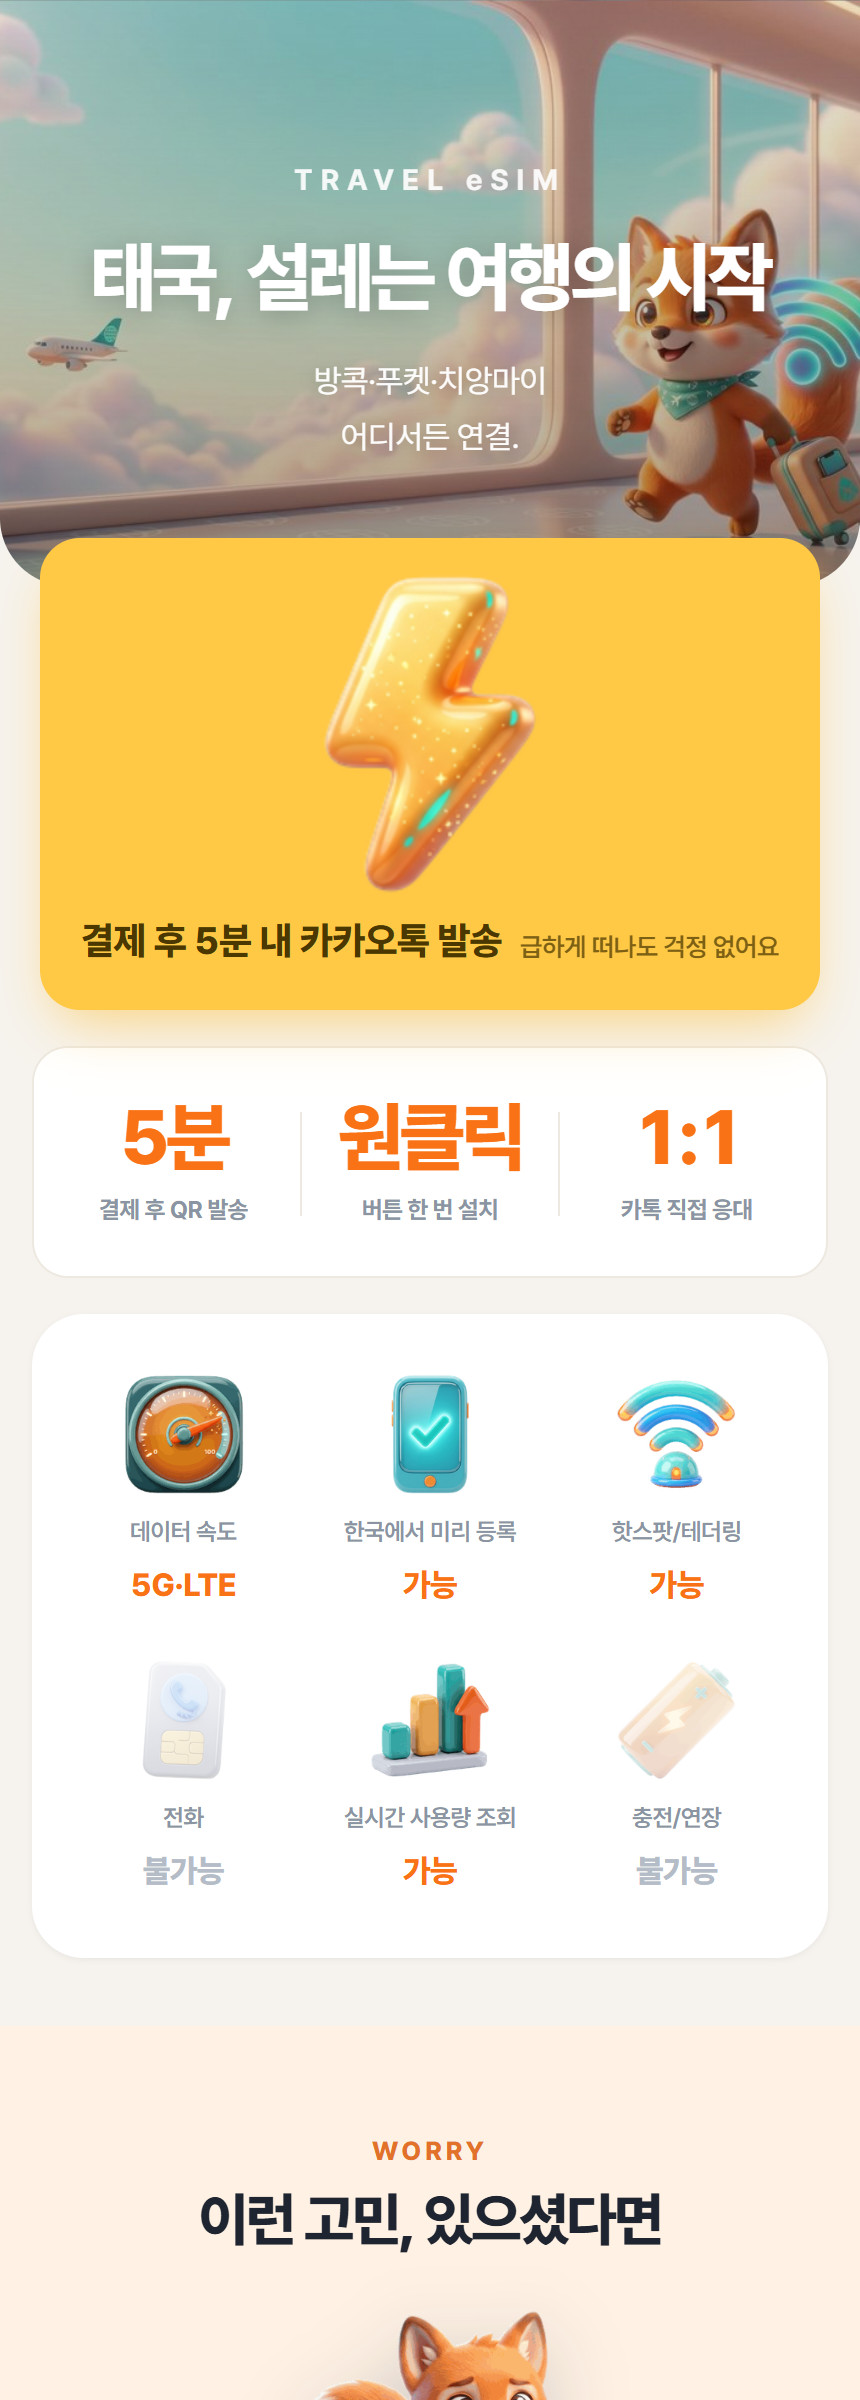 TRAVEL eSIM
태국, 설레는 여행의 시작
방콕·푸켓·치앙마이
어디서든 연결.
결제 후 5분 내 카카오톡 발송 급하게 떠나도 걱정 없어요
5분
결제 후 QR 발송
원클릭
버튼 한 번 설치
1:1
카톡 직접 응대
데이터 속도
5G·LTE
한국에서 미리 등록
가능
핫스팟/테더링
가능
전화
불가능
실시간 사용량 조회
가능
충전/연장
불가능
WORRY
이런 고민, 있으셨다면